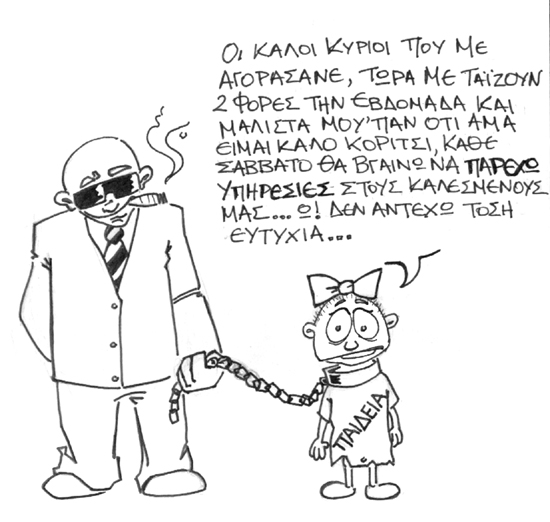 ΟΙ ΚΑΛΟΙ ΚΥΡΙΟΙ ΠΟΥ ΜΕ
ΑΓΟΡΑΣΑΝΕ, ΤΩΡΑ ΜΕ ΤΑΪΖΟΥΝ
2 ΦΟΡΕΣ ΤΗΝ ΕΒΔΟΜΑΔΑ ΚΑΙ
ΜΑΛΙΣΤΑ ΜΟΥ'ΠΑΝ ΟΤΙ ΑΜΑ
ΕΙΜΑΙ ΚΑΛΟ ΚΟΡΙΤΣΙ, ΚΑΘΕ
ΣΑΒΒΑΤΟ ΘΑ ΒΓΑΙΝΩ ΝΑ ΠΑΡΕΧΩ
ΥΠΗΡΕΣΙΕΣ ΣΤΟΥΣ ΚΑΛΕΣΜΕΝΟΥΣ
ΜΑΣ... Ω! ΔΕΝ ΑΝΤΕΧΩ ΤΟΣΗ
ΕΥΤΥΧΙΑ...
ΠΑΙΔΕΙΑ